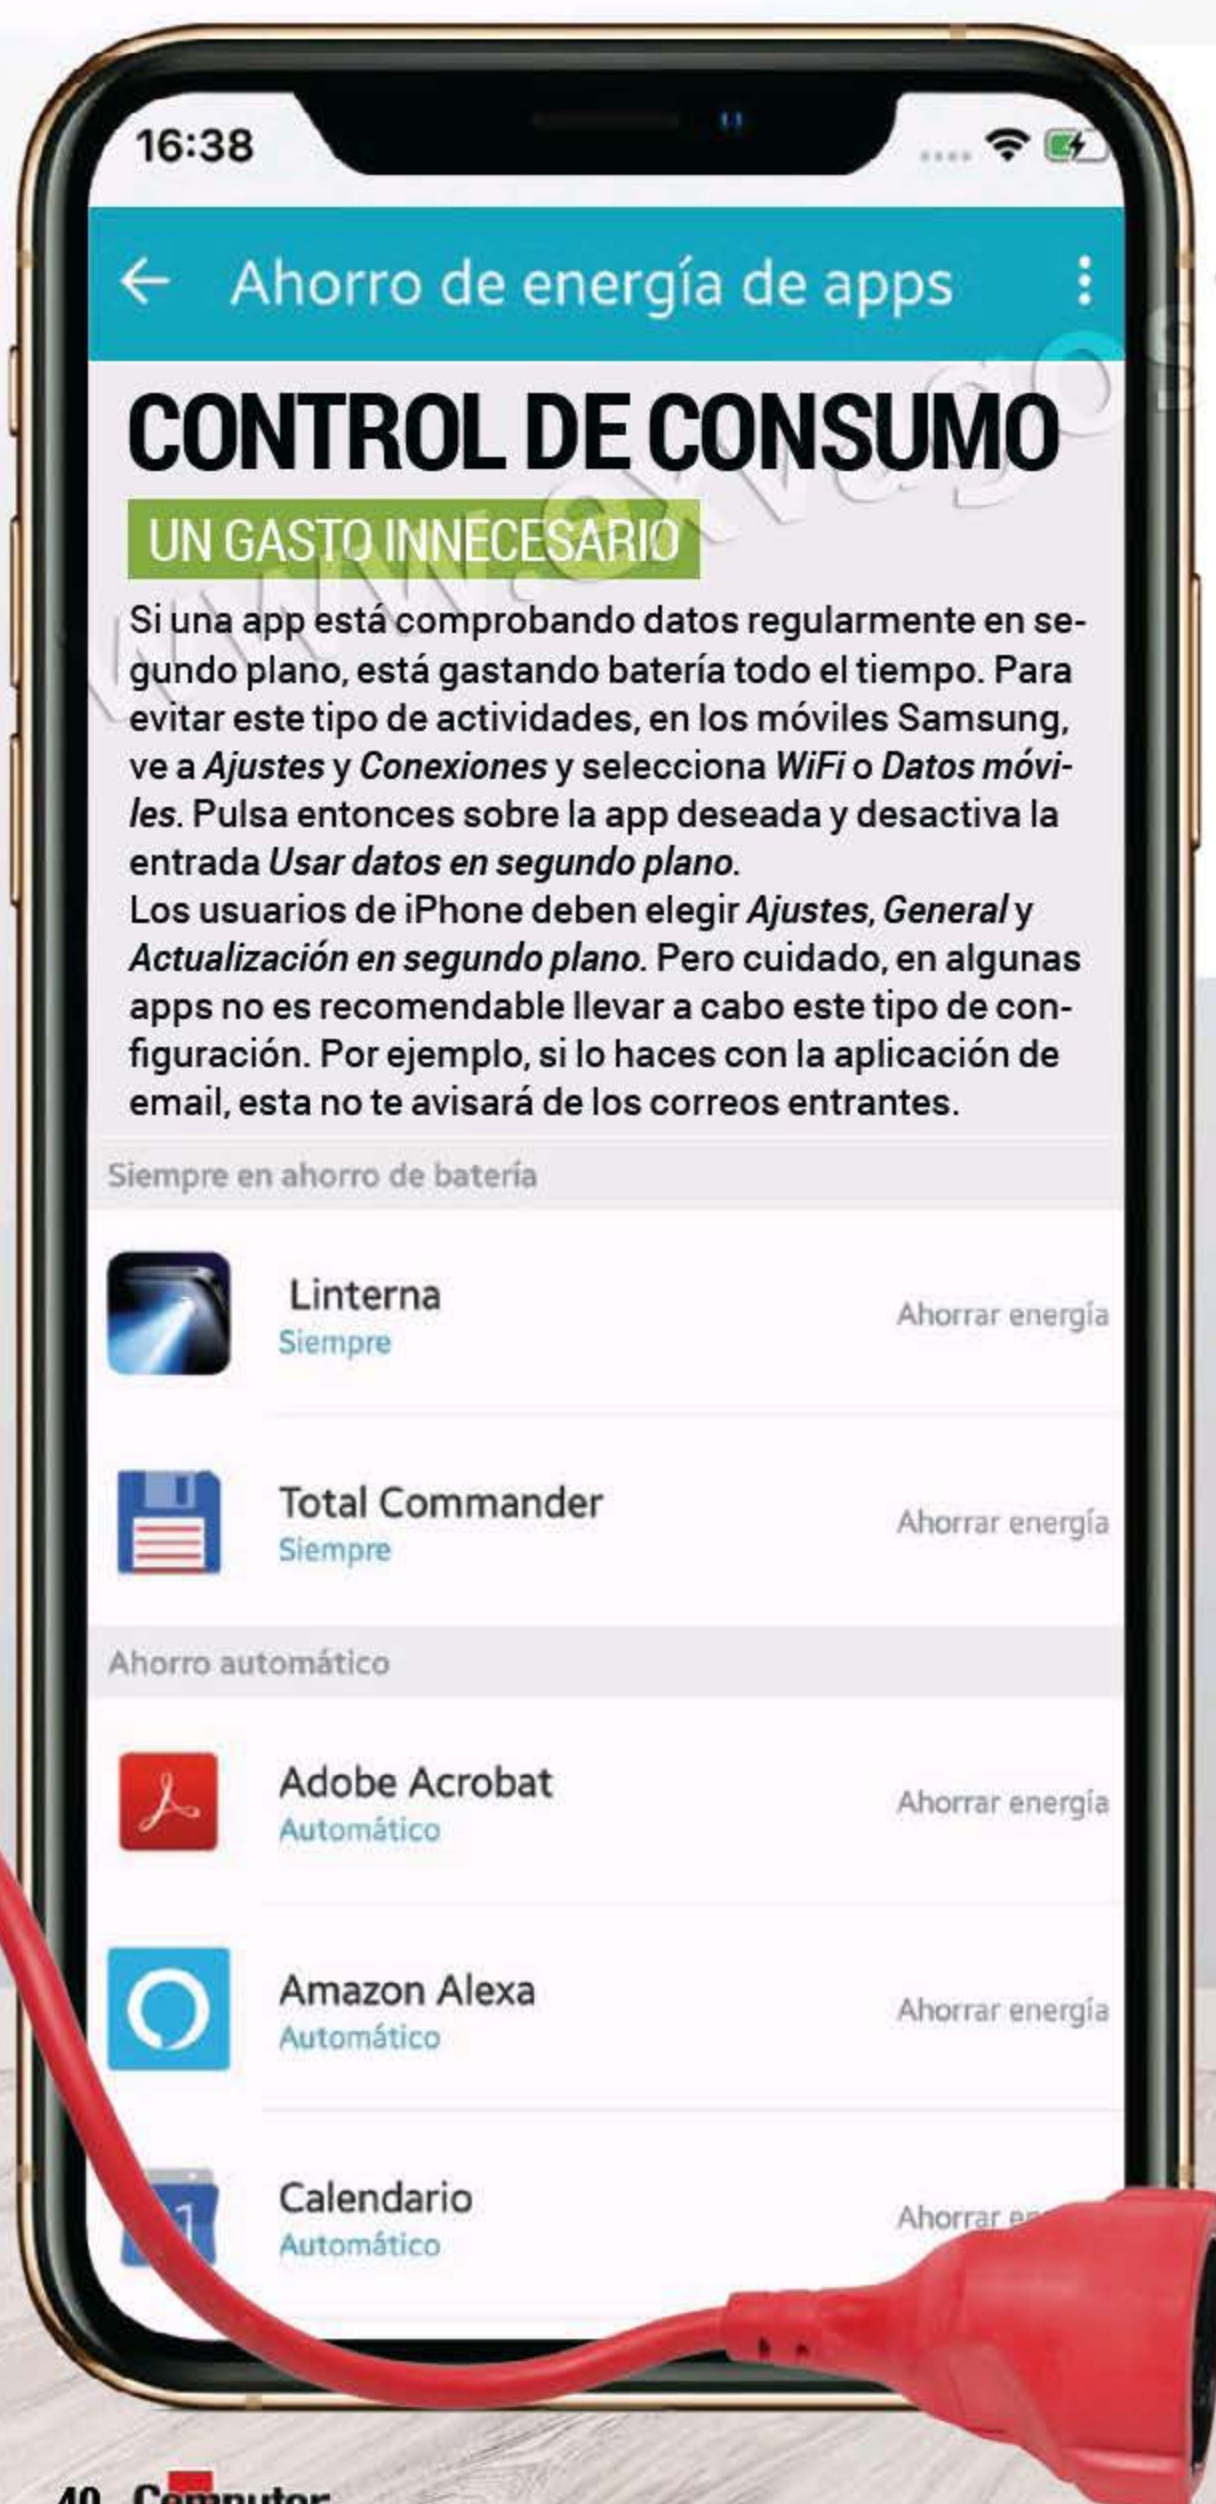 16:38
Ahorro de energía de apps
CONTROL DE CONSUMO
UN GASTO INNECESARIO
Si una app está comprobando datos regularmente en se-
gundo plano, está gastando batería todo el tiempo. Para
evitar este tipo de actividades, en los móviles Samsung,
ve a Ajustes y Conexiones y selecciona WiFi o Datos móvi-
les. Pulsa entonces sobre la app deseada y desactiva la
entrada Usar datos en segundo plano.
Los usuarios de iPhone deben elegir Ajustes, General y
Actualización en segundo plano. Pero cuidado, en algunas
apps no es recomendable llevar a cabo este tipo de con-
figuración. Por ejemplo, si lo haces con la aplicación de
email, esta no te avisará de los correos entrantes.
Siempre en ahorro de batería
Linterna
Ahorrar energía
Siempre
Total Commander
Ahorrar energía
Siempre
Ahorro automático
Adobe Acrobat
Ahorrar energía
Automático
Amazon Alexa
Ahorrar energía
Automático
Calendario
Ahorrar
Automático
40 Computer